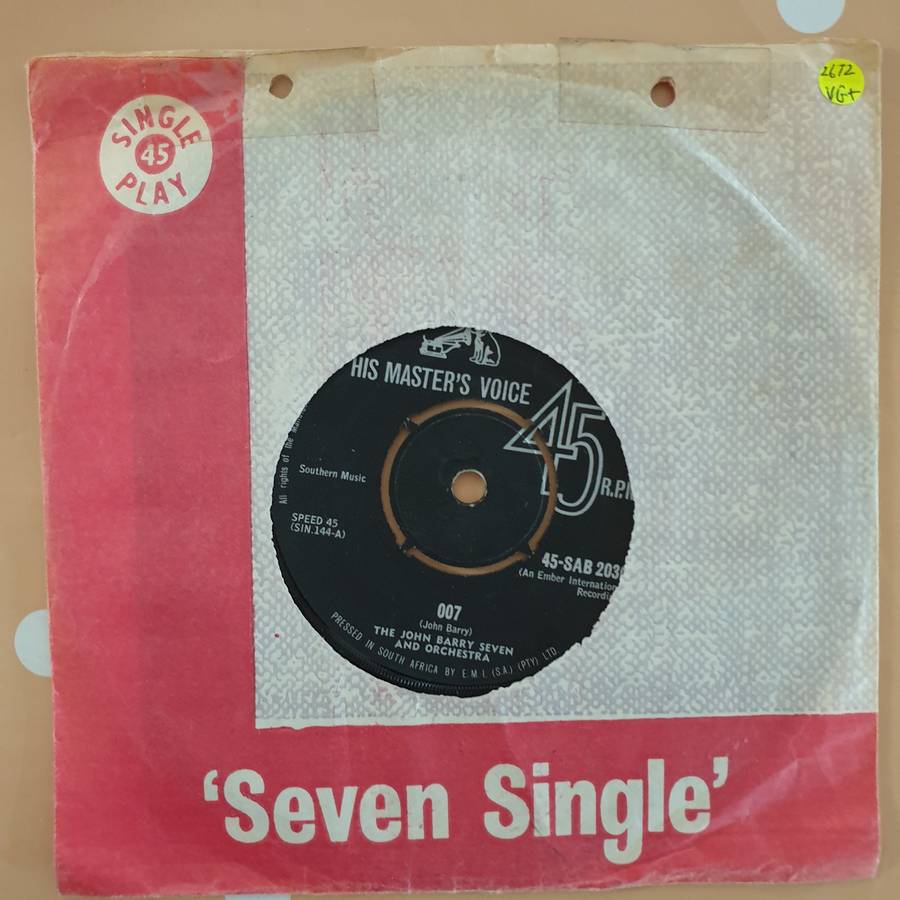 2672
VG+
SINGLE
45
PLAY
HIS MASTER'S VOICE
45
R.P.
All rights of the
Southern Music
SPEED 45
(SIN.144-A)
45-SAB 203
(An Ember
Recordi
007
(John Barry)
THE JOHN BARRY SEVEN
AND ORCHESTRA
PRESSED IN SOUTH AFRICA BY E.M.I. (S.A.) (PTY) LTD
'Seven Single'